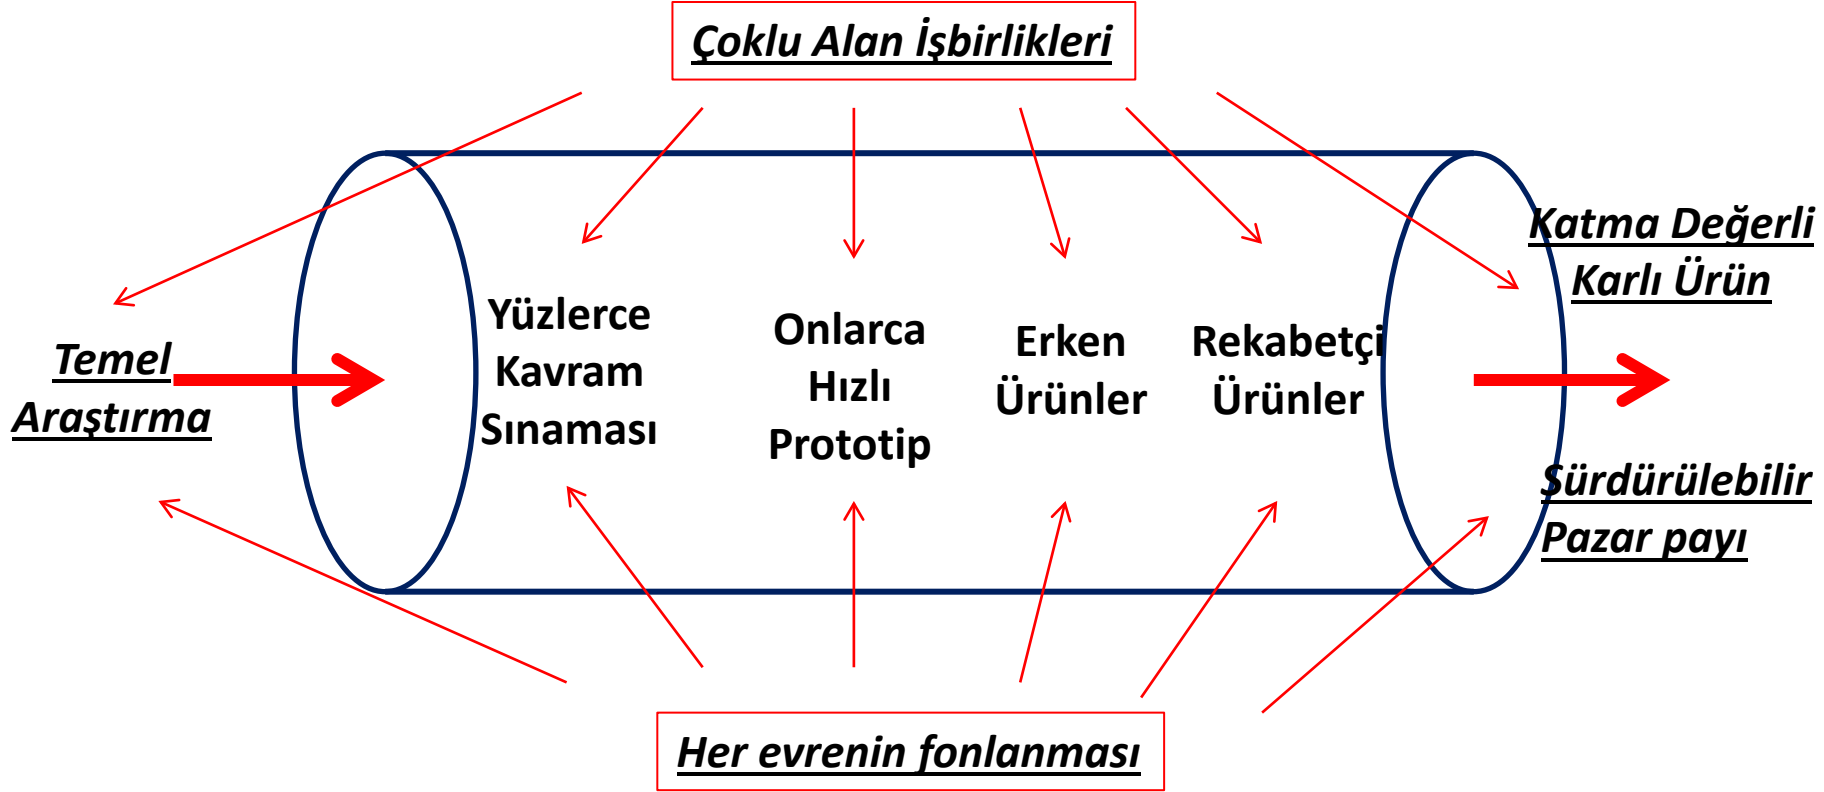 Çoklu Alan İşbirlikleri
Temel
Araştırma
Yüzlerce
Kavram
Sınaması
Onlarca
Hızlı
Prototip
Erken
Ürünler
Rekabetçi
Ürünler
Katma Değerli
Karlı Ürün
Sürdürülebilir
Pazar payı
Her evrenin fonlanması